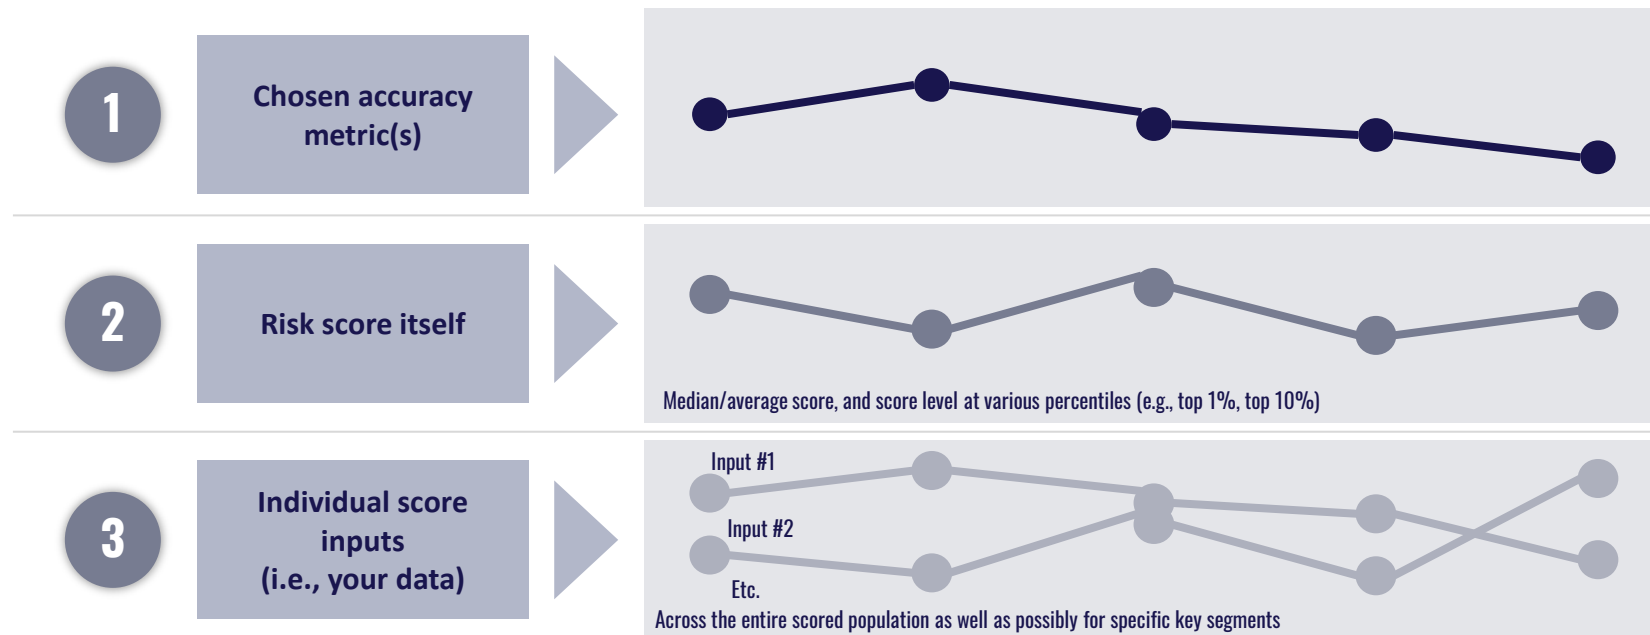 1
Chosen accuracy
metric(s)
2
Risk score itself
Median/average score, and score level at various percentiles (e.g., top 1%, top 10%)
3
Individual score
inputs
(i.e., your data)
Input #1
Input #2
Etc.
Across the entire scored population as well as possibly for specific key segments